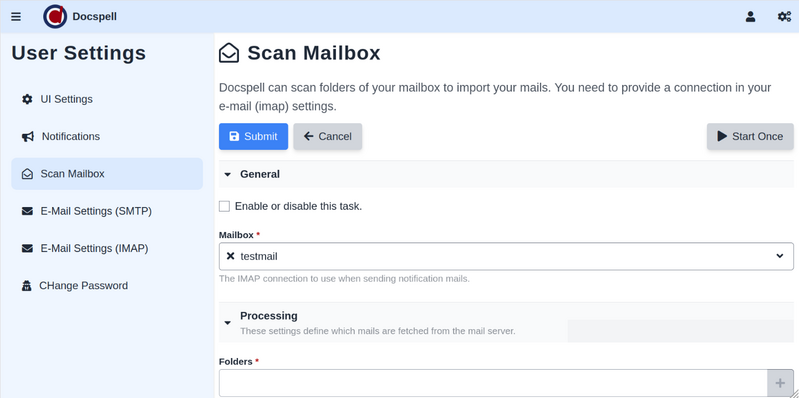 Docspell
User Settings
UI Settings
Notifications
Scan Mailbox
E-Mail Settings (SMTP)
E-Mail Settings (IMAP)
CHange Password
Scan Mailbox
Docspell can scan folders of your mailbox to import your mails. You need to provide a connection in your
e-mail (imap) settings.
Submit
Cancel
Start Once
General
Enable or disable this task.
Mailbox *
testmail
The IMAP connection to use when sending notification mails.
Processing
These settings define which mails are fetched from the mail server.
Folders *